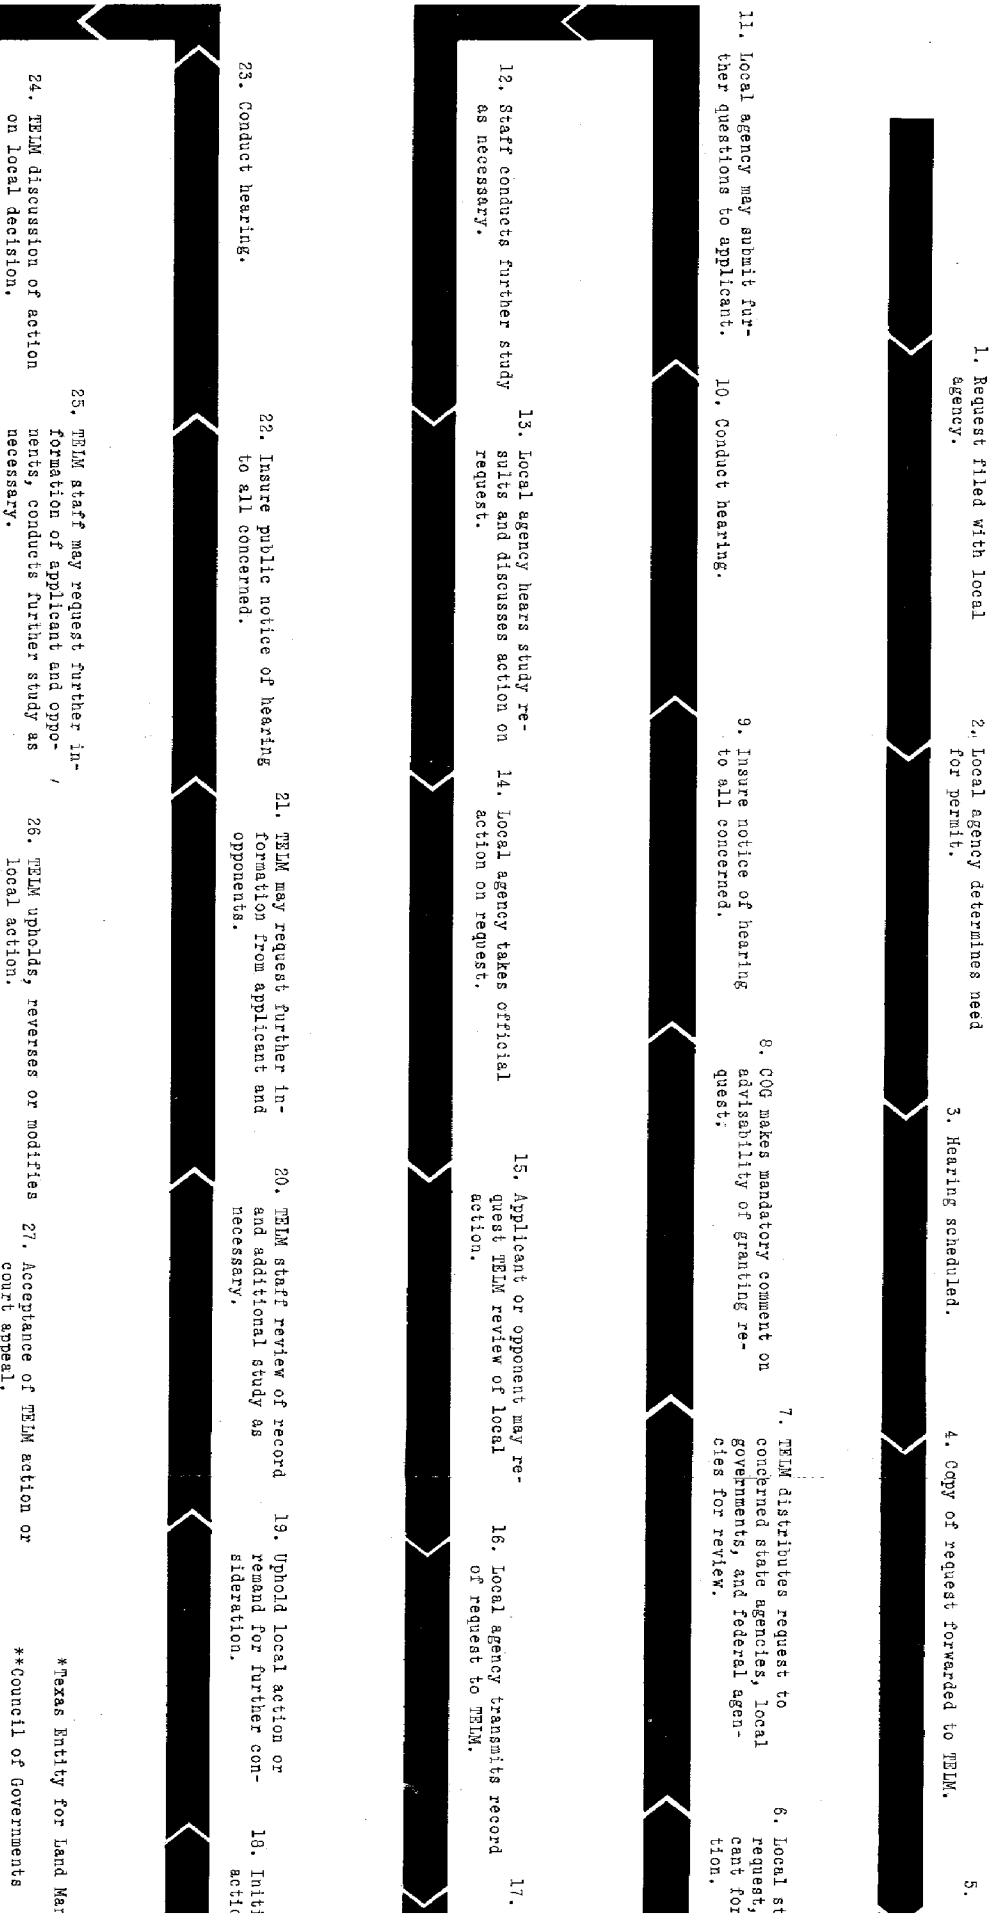 1. Request filed with local
agency.
2. Local agency determines need
for permit.
3. Hearing scheduled.
4. Copy of request forwarded to TELM.
5.
6. Local st
request,
cant for
tion.
7. TELM distributes request to
concerned state agencies, local
governments, and federal agen-
cies for review.
8. COG makes mandatory comment on
advisability of granting re-
quest.
9. Insure notice of hearing
to all concerned.
10. Conduct hearing.
11. Local agency may submit fur-
ther questions to applicant.
12. Staff conducts further study
as necessary.
13. Local agency hears study re-
sults and discusses action on
request.
14. Local agency takes official
action on request.
15. Applicant or opponent may re-
quest TELM review of local
action.
16. Local agency transmits record
of request to TELM.
17.
18. Initi
actio
19. Uphold local action or
remand for further con-
sideration.
20. TELM staff review of record
and additional study as
necessary.
21. TELM may request further in-
formation from applicant and
opponents.
22. Insure public notice of hearing
to all concerned.
23. Conduct hearing.
24. TELM discussion of action
on local decision.
25. TELM staff may request further in-
formation of applicant and oppo-
nents, conducts further study as
necessary.
26. TELM upholds, reverses or modifies
local action.
27. Acceptance of TELM action or
court appeal.
*Texas Entity for Land Man
**Council of Governments